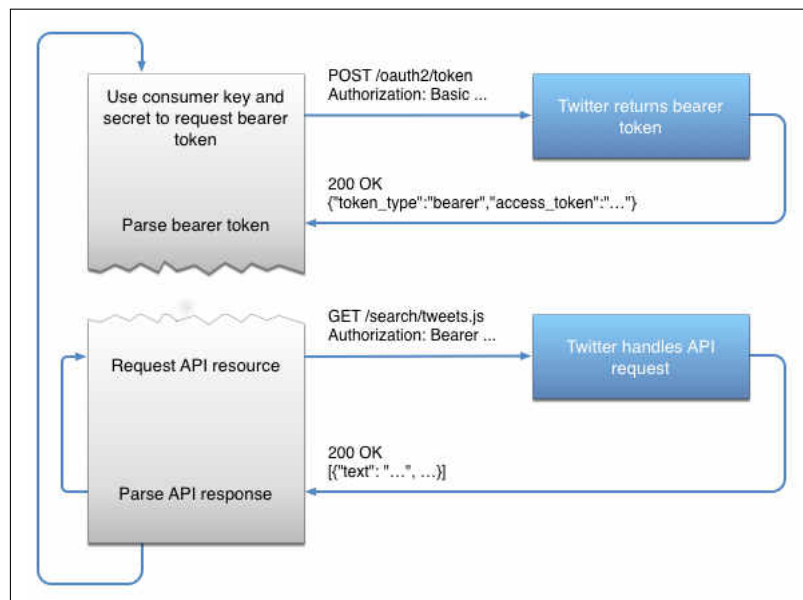 Use consumer key and
secret to request bearer
token
POST /oauth2/token
Authorization: Basic ...
Twitter returns bearer
token
200 OK
{"token_type":"bearer","access_token":"..."}
Parse bearer token
GET /search/tweets.js
Authorization: Bearer ...
Request API resource
Twitter handles API
request
200 OK
[{"text": "...", ...}]
Parse API response